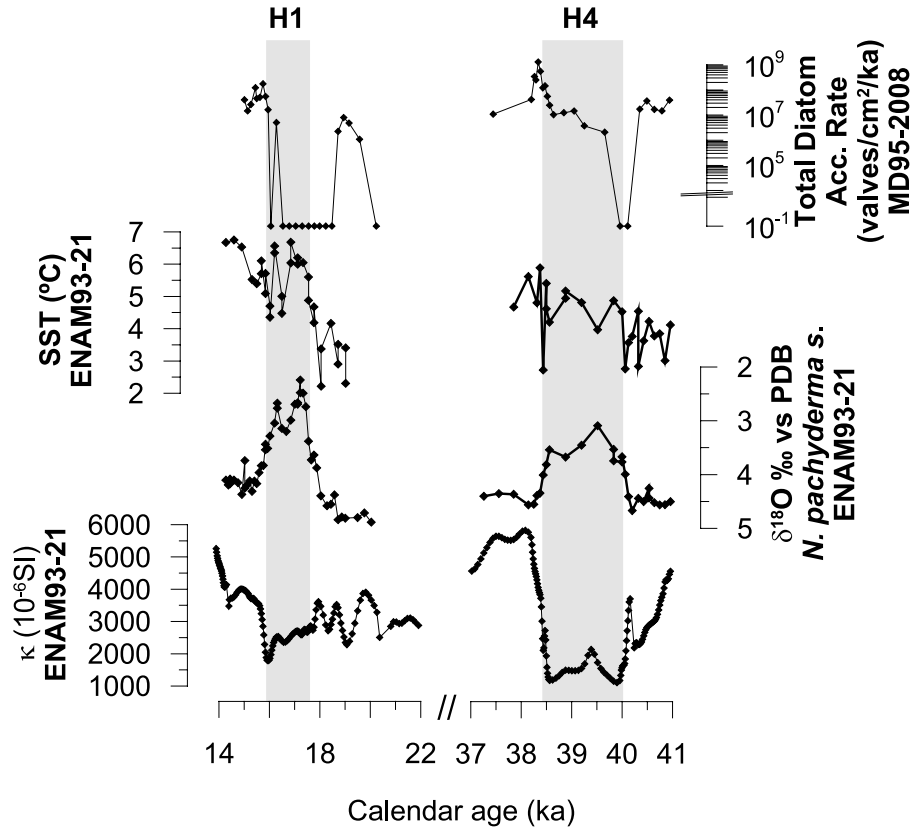 H1
H4
10^9
10^7
10^5
10^-1
Total Diatom
Acc. Rate
(valves/cm²/ka)
MD95-2008
7
6
5
4
3
2
SST (ºC)
ENAM93-21
2
3
4
5
δ¹⁸O ‰ vs PDB
N. pachyderma s.
ENAM93-21
6000
5000
4000
3000
2000
1000
κ (10⁻⁶SI)
ENAM93-21
14 18 22 // 37 38 39 40 41
Calendar age (ka)